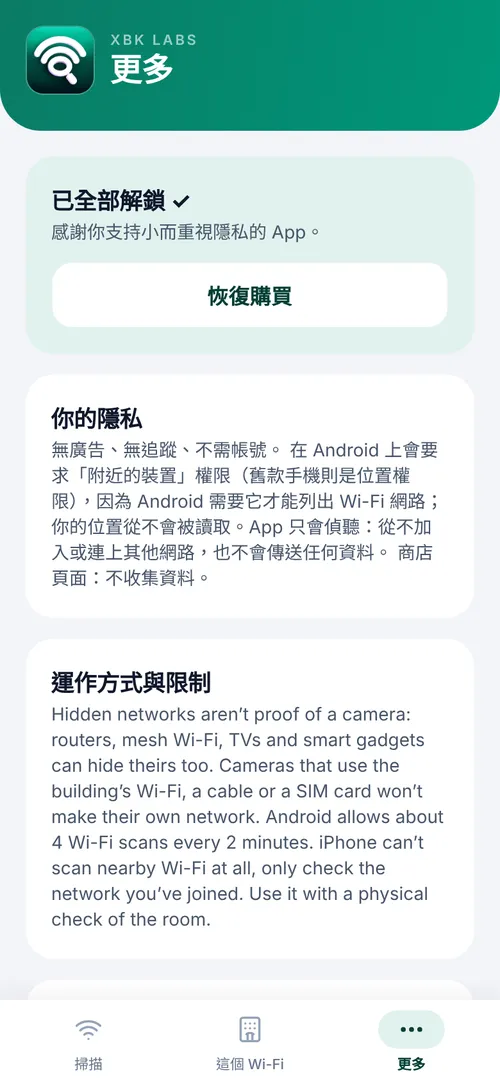 XBK LABS
更多
已全部解鎖 ✓
感謝你支持小而重視隱私的 App。
恢復購買
你的隱私
無廣告、無追蹤、不需帳號。 在 Android 上會要
求「附近的裝置」權限（舊款手機則是位置權
限），因為 Android 需要它才能列出 Wi-Fi 網路；
你的位置從不會被讀取。App 只會偵聽：從不加
入或連上其他網路，也不會傳送任何資料。 商店
頁面：不收集資料。
運作方式與限制
Hidden networks aren’t proof of a camera:
routers, mesh Wi-Fi, TVs and smart gadgets
can hide theirs too. Cameras that use the
building’s Wi-Fi, a cable or a SIM card won’t
make their own network. Android allows about
4 Wi-Fi scans every 2 minutes. iPhone can’t
scan nearby Wi-Fi at all, only check the
network you’ve joined. Use it with a physical
check of the room.
掃描
這個 Wi-Fi
更多